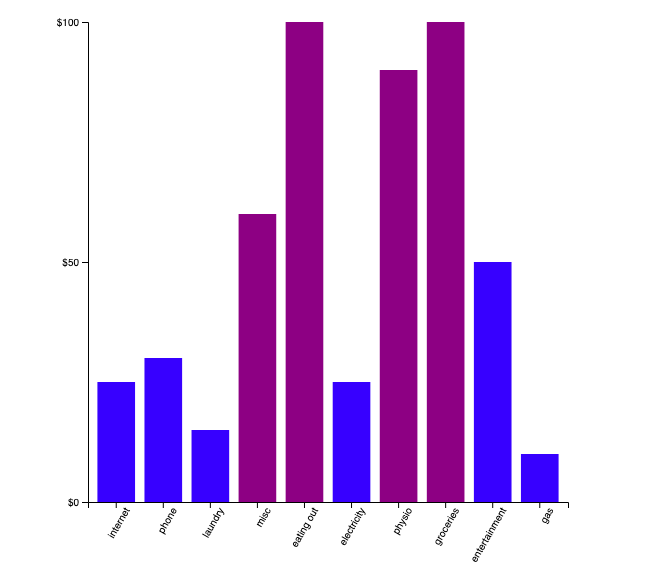 $100
$50
$0
internet
phone
laundry
misc
eating out
electricity
physio
groceries
entertainment
gas